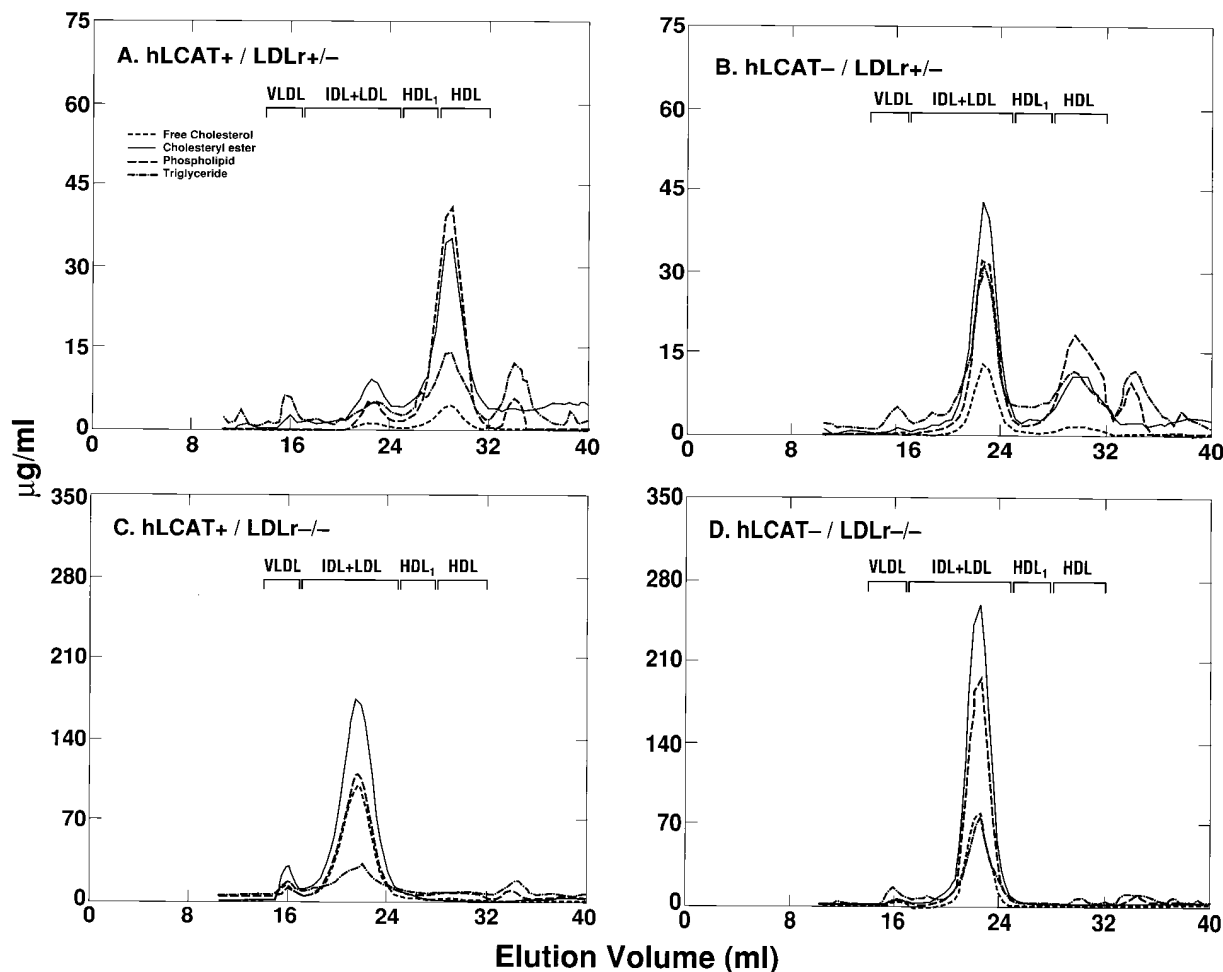 A. hLCAT+ / LDLr+/–
VLDL IDL+LDL HDL1 HDL
Free Cholesterol
Cholesteryl ester
Phospholipid
Triglyceride
75
60
45
30
15
0
0 8 16 24 32 40
B. hLCAT– / LDLr+/–
VLDL IDL+LDL HDL1 HDL
75
60
45
30
15
0
0 8 16 24 32 40
µg/ml
C. hLCAT+ / LDLr–/–
VLDL IDL+LDL HDL1 HDL
350
280
210
140
70
0
0 8 16 24 32 40
D. hLCAT– / LDLr–/–
VLDL IDL+LDL HDL1 HDL
350
280
210
140
70
0
0 8 16 24 32 40
Elution Volume (ml)